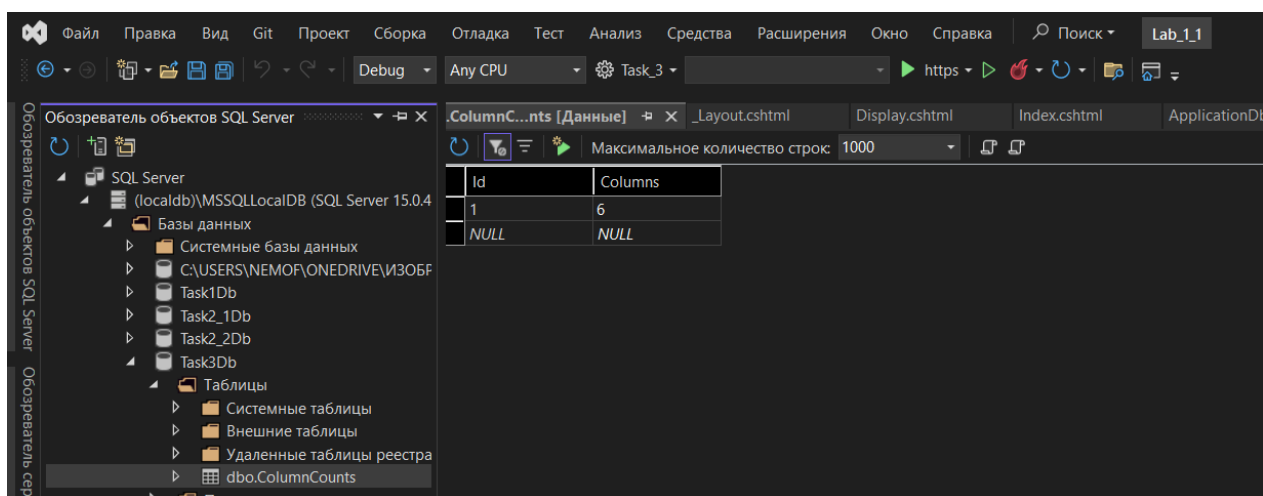 Файл Правка Вид Git Проект Сборка Отладка Тест Анализ Средства Расширения Окно Справка Поиск Lab_1_1
Debug Any CPU Task_3 https
Обозреватель объектов SQL Server
Обозреватель сер
Обозреватель объектов SQL Server
SQL Server
(localdb)\MSSQLLocalDB (SQL Server 15.0.4
Базы данных
Системные базы данных
C:\USERS\NEMOF\ONEDRIVE\ИЗОБР
Task1Db
Task2_1Db
Task2_2Db
Task3Db
Таблицы
Системные таблицы
Внешние таблицы
Удаленные таблицы реестра
dbo.ColumnCounts
.ColumnC...nts [Данные] _Layout.cshtml Display.cshtml Index.cshtml ApplicationDb
Максимальное количество строк: 1000
Id Columns
1 6
NULL NULL